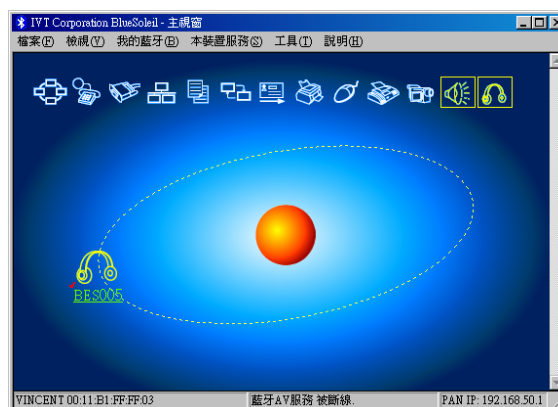 IVT Corporation BlueSoleil - 主視窗
檔案(F) 檢視(V) 我的藍牙(B) 本裝置服務(S) 工具(T) 說明(H)
BES005
VINCENT 00:11:B1:FF:FF:03 藍牙AV服務 被斷線. PAN IP: 192.168.50.1